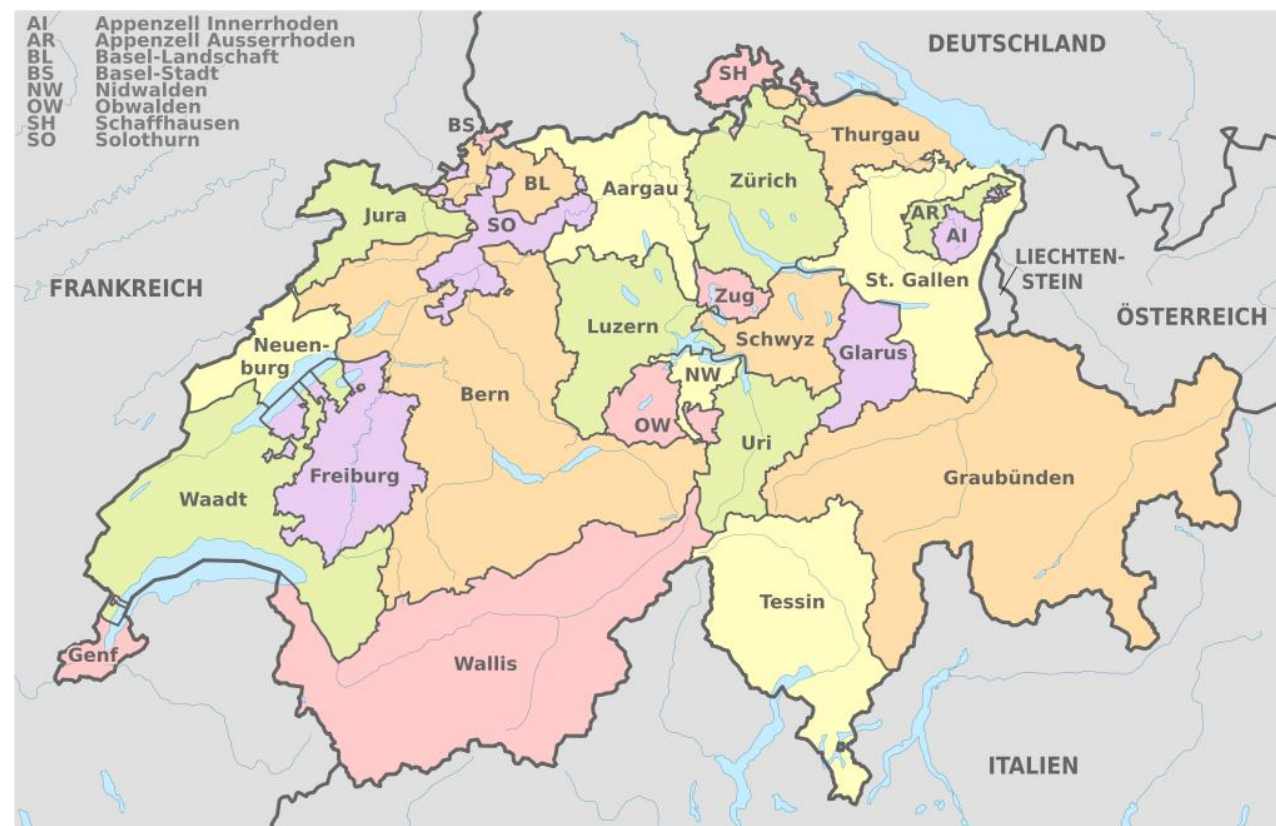 AI Appenzell Innerrhoden
AR Appenzell Ausserrhoden
BL Basel-Landschaft
BS Basel-Stadt
NW Nidwalden
OW Obwalden
SH Schaffhausen
SO Solothurn
DEUTSCHLAND
SH
BS
Thurgau
BL
Aargau
Zürich
Jura
SO
AR
AI
LIECHTEN-
STEIN
FRANKREICH
St. Gallen
Zug
ÖSTERREICH
Luzern
Schwyz
Glarus
Neuen-
burg
NW
Bern
OW
Uri
Freiburg
Graubünden
Waadt
Tessin
Genf
Wallis
ITALIEN